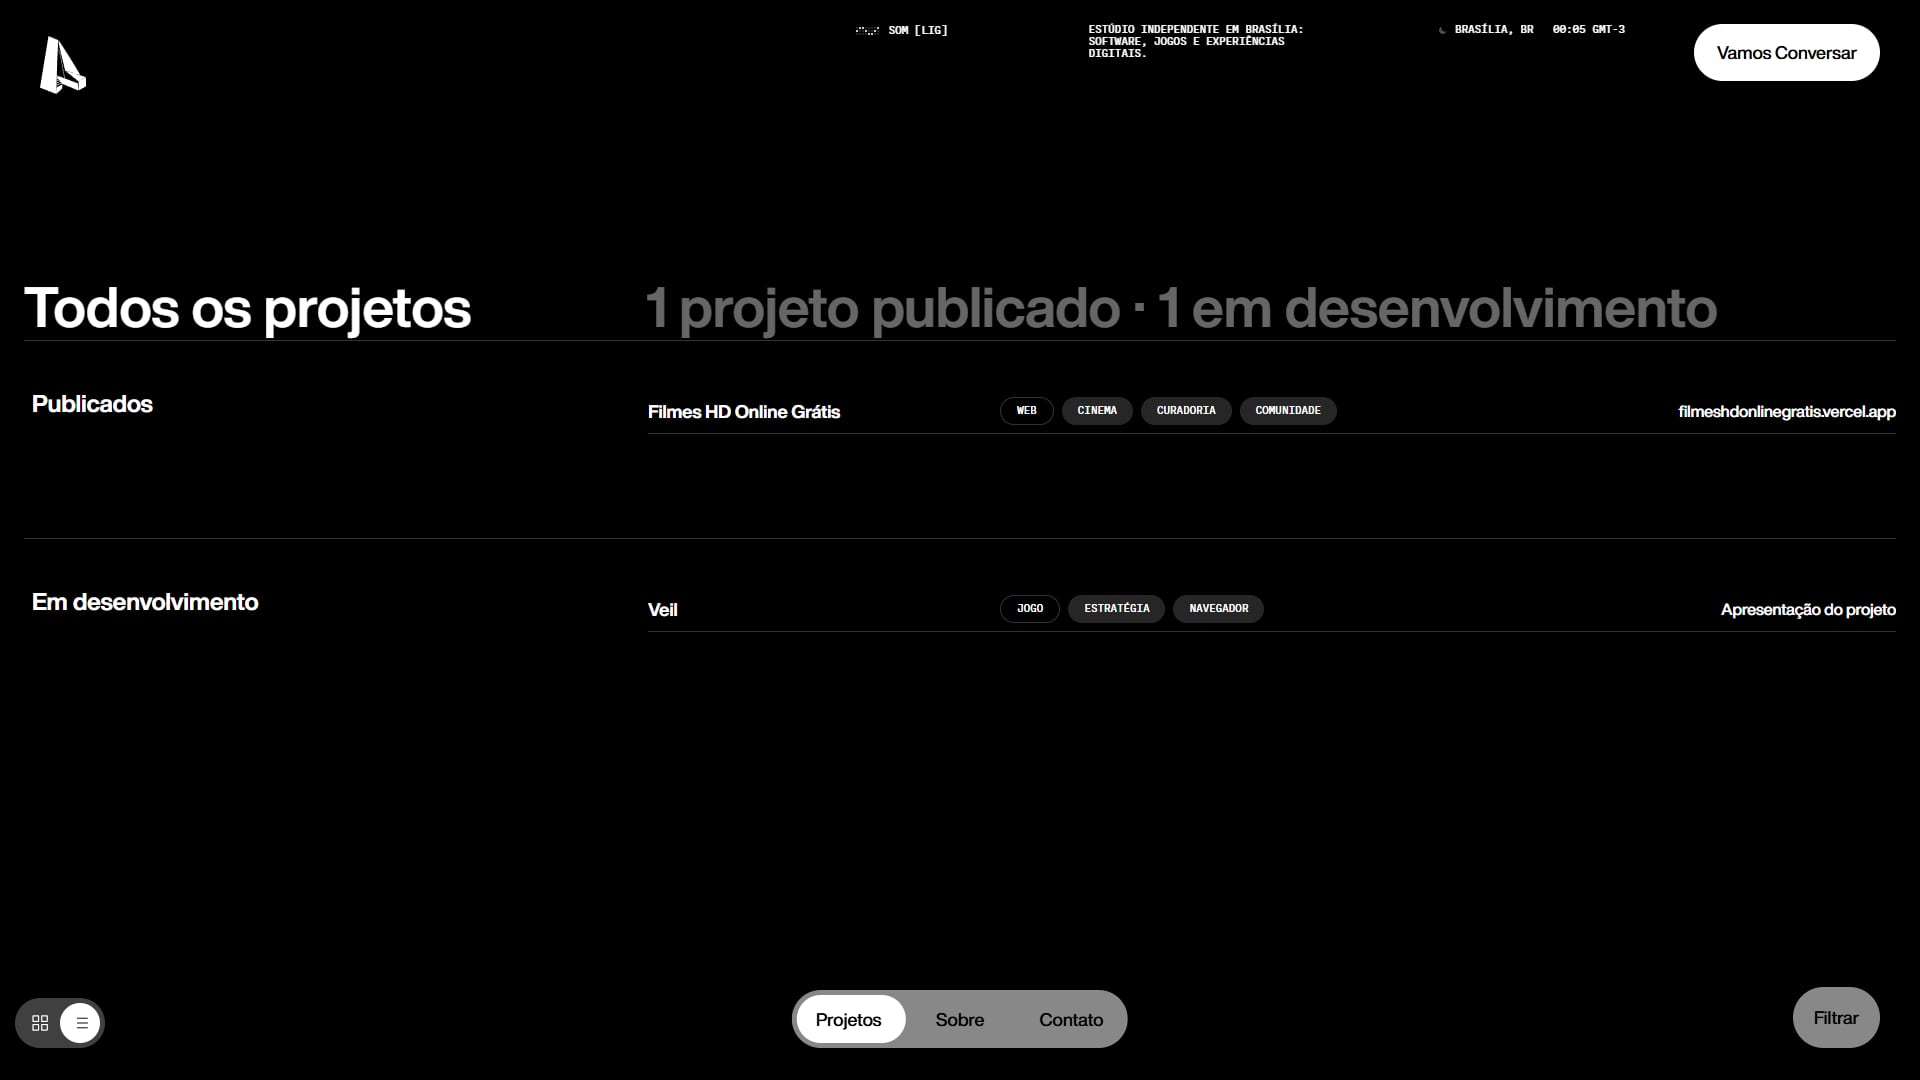 SOM [LIG]
ESTÚDIO INDEPENDENTE EM BRASÍLIA:
SOFTWARE, JOGOS E EXPERIÊNCIAS
DIGITAIS.
BRASÍLIA, BR 00:05 GMT-3
Vamos Conversar
Todos os projetos
1 projeto publicado · 1 em desenvolvimento
Publicados
Filmes HD Online Grátis
WEB
CINEMA
CURADORIA
COMUNIDADE
filmeshdonlinegratis.vercel.app
Em desenvolvimento
Veil
JOGO
ESTRATÉGIA
NAVEGADOR
Apresentação do projeto
Projetos
Sobre
Contato
Filtrar